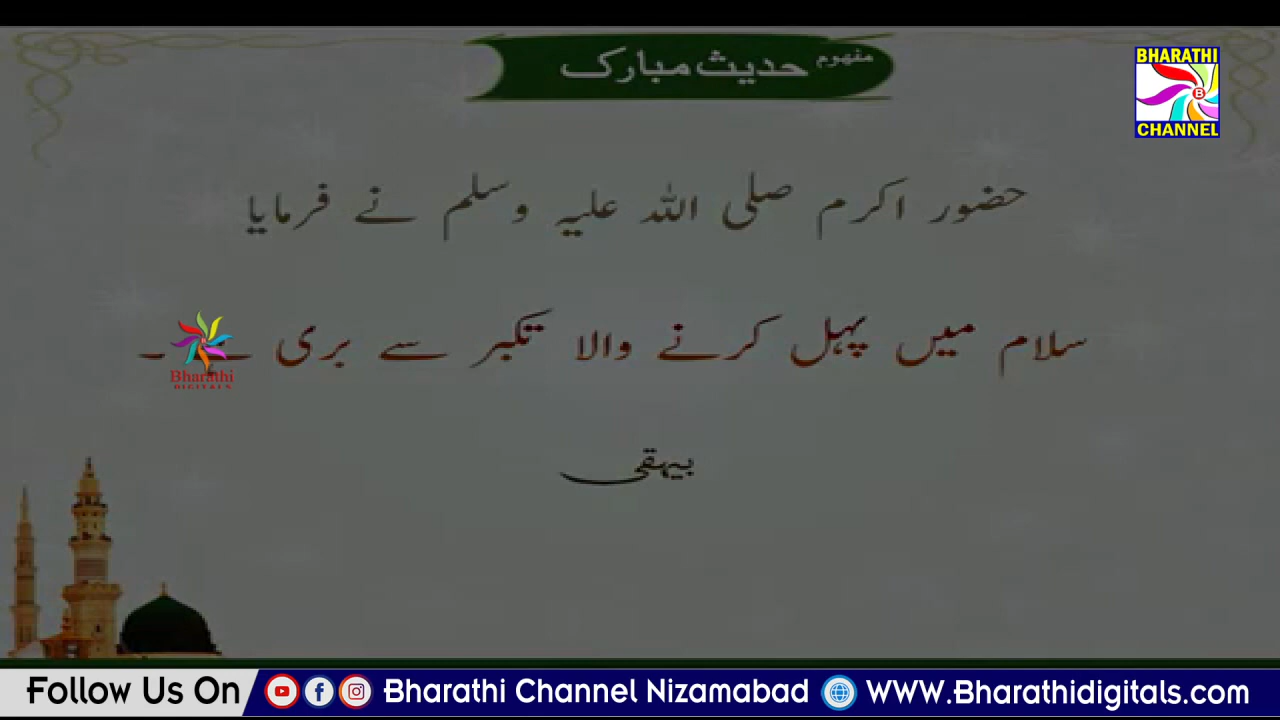 مفہوم حدیث مبارک
BHARATHI
B
CHANNEL
حضور اکرم صلی اللہ علیہ وسلم نے فرمایا
سلام میں پہل کرنے والا تکبر سے بری ہے ۔
Bharathi
DIGITALS
بیہقی
Follow Us On Bharathi Channel Nizamabad WWW.Bharathidigitals.com